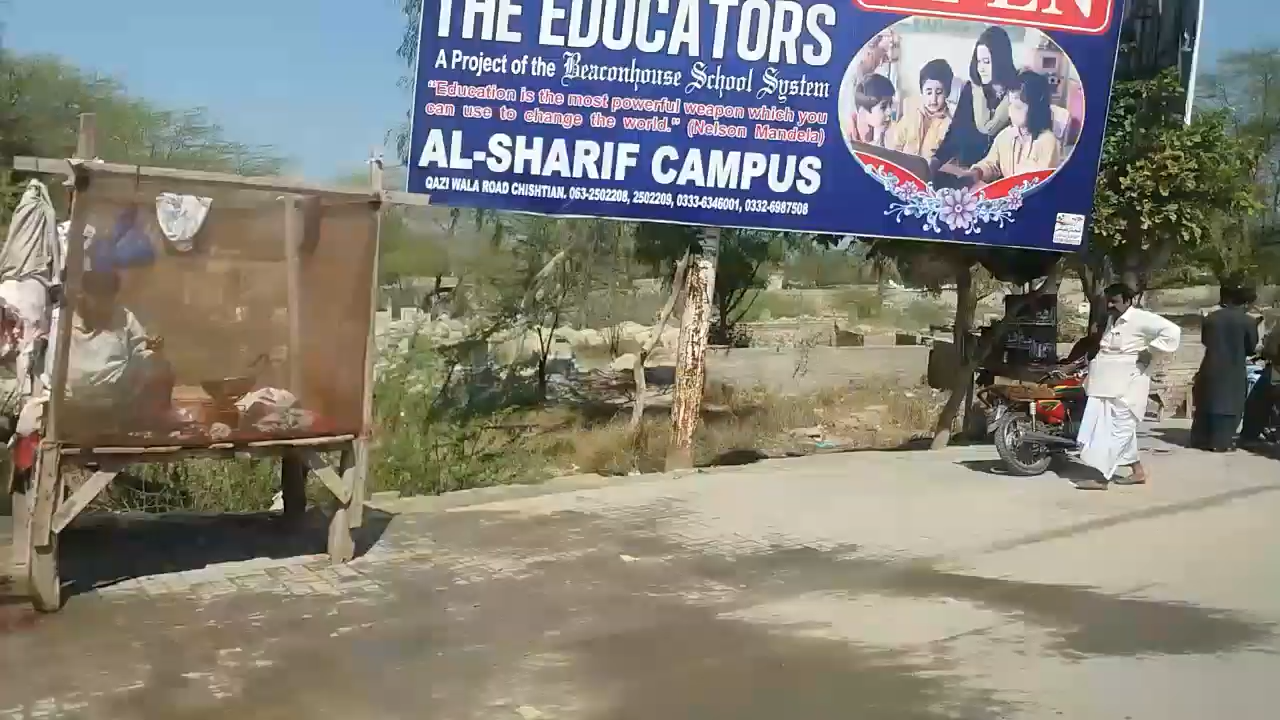 THE EDUCATORS
A Project of the Beaconhouse School System
"Education is the most powerful weapon which you
can use to change the world." (Nelson Mandela)
AL-SHARIF CAMPUS
QAZI WALA ROAD CHISHTIAN, 063-2502208, 2502209, 0333-6346001, 0332-6987508